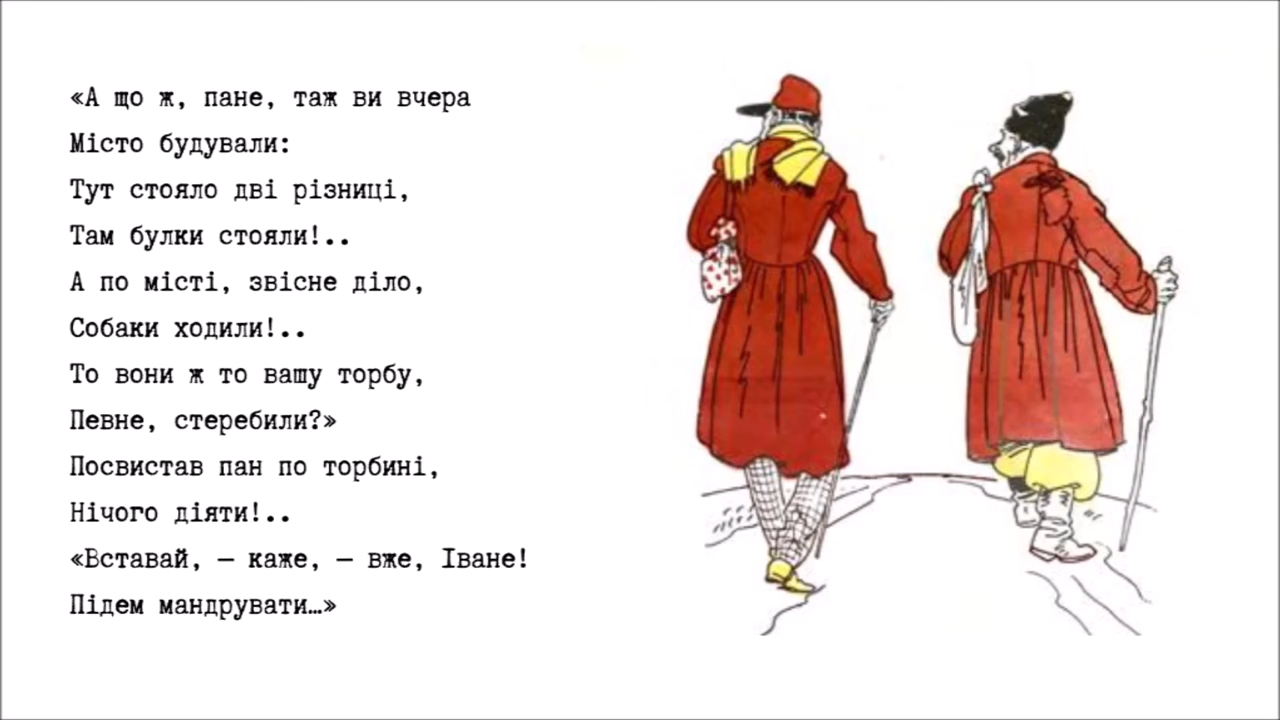 «А що ж, пане, таж ви вчера
Місто будували:
Тут стояло дві різниці,
Там булки стояли!..
А по місті, звісне діло,
Собаки ходили!..
То вони ж то вашу торбу,
Певне, стеребили?»
Посвистав пан по торбині,
Нічого діяти!..
«Вставай, — каже, — вже, Іване!
Підем мандрувати…»